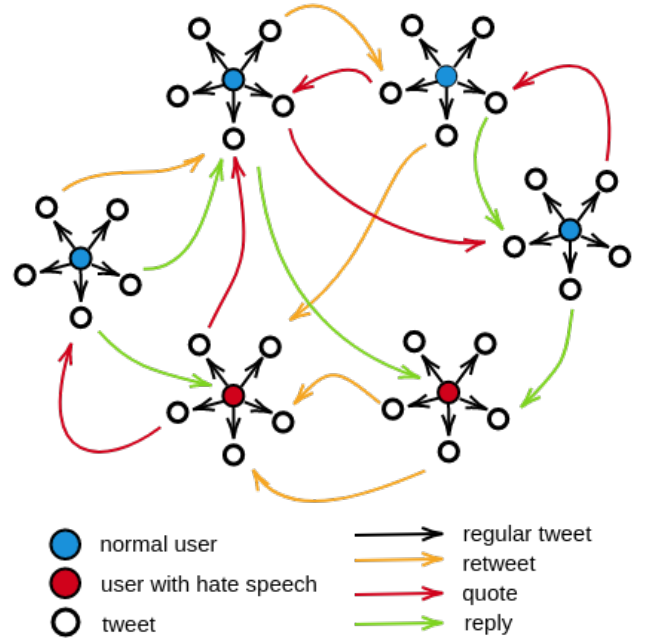 normal user
user with hate speech
tweet
regular tweet
retweet
quote
reply